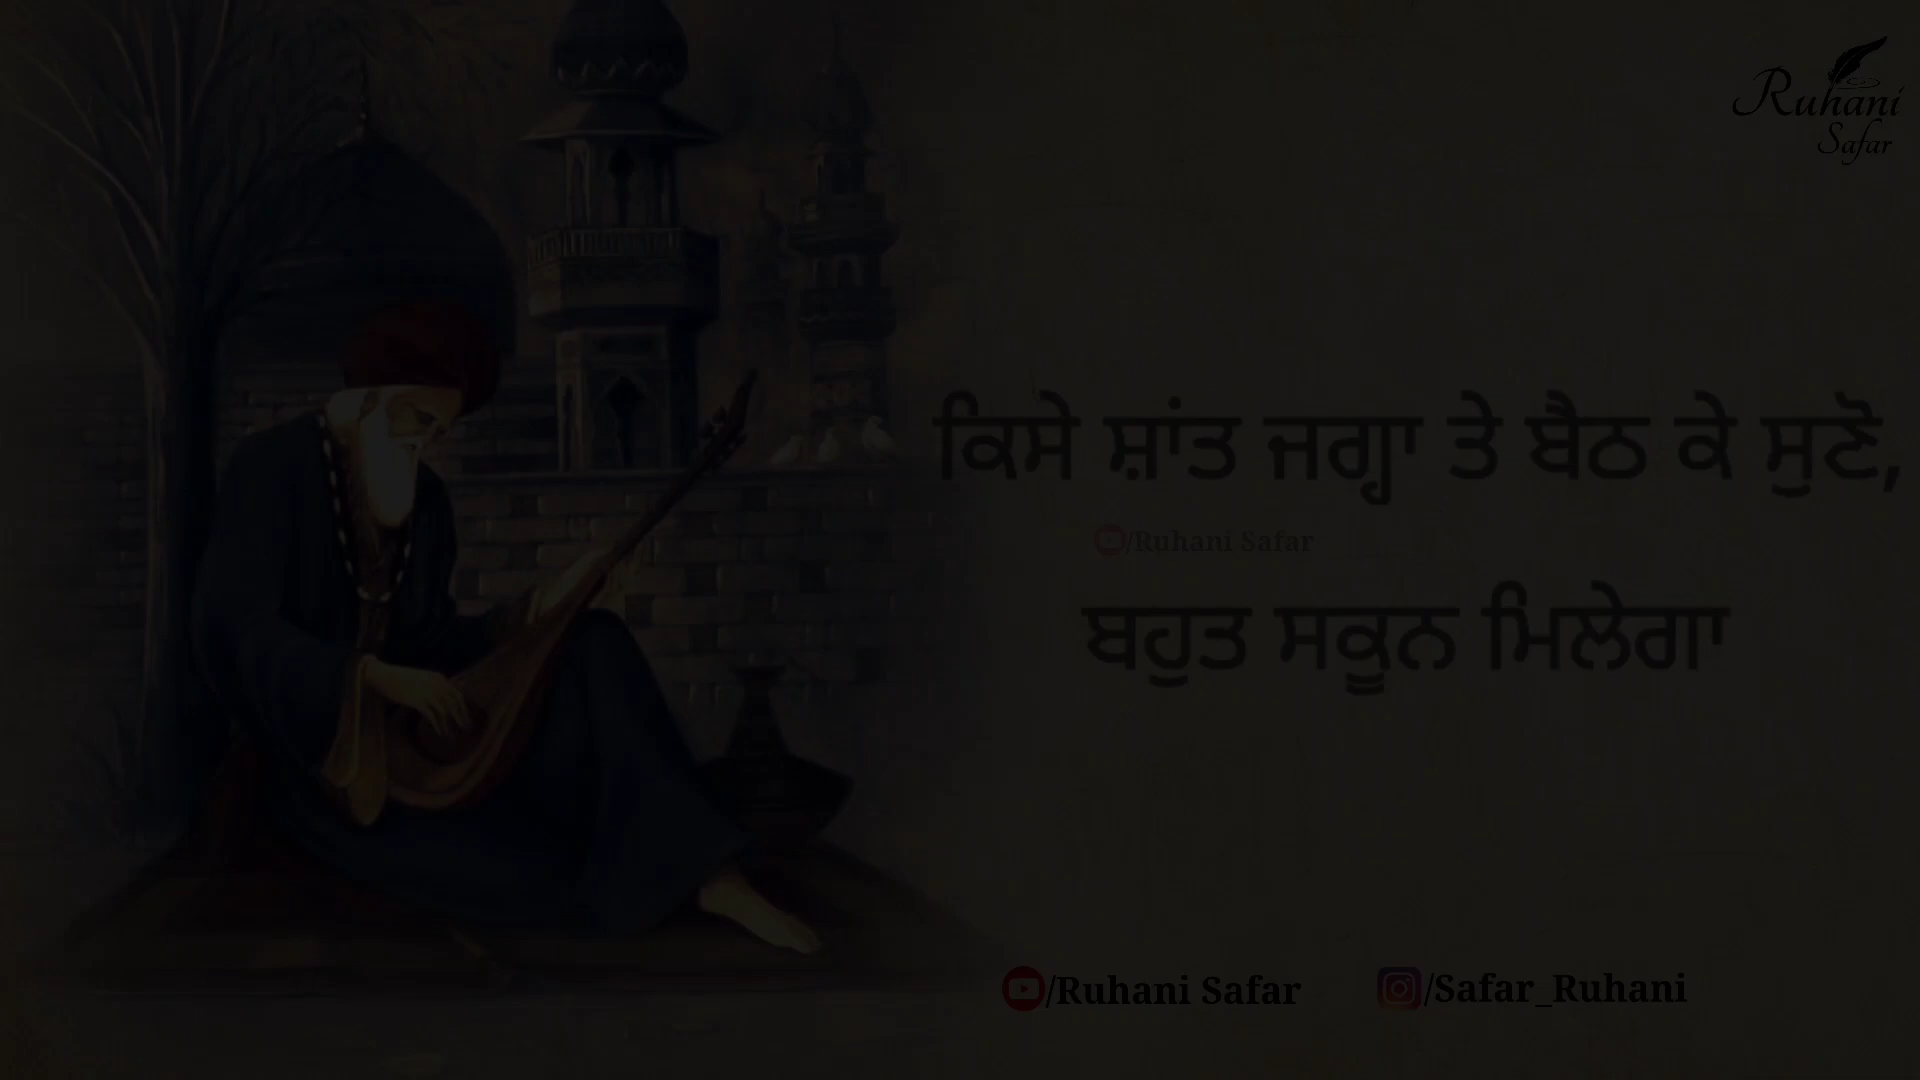 Ruhani
Safar
ਕਿਸੇ ਸ਼ਾਂਤ ਜਗ੍ਹਾ ਤੇ ਬੈਠ ਕੇ ਸੁਣੋ,
/Ruhani Safar
ਬਹੁਤ ਸਕੂਨ ਮਿਲੇਗਾ
/Ruhani Safar /Safar_Ruhani